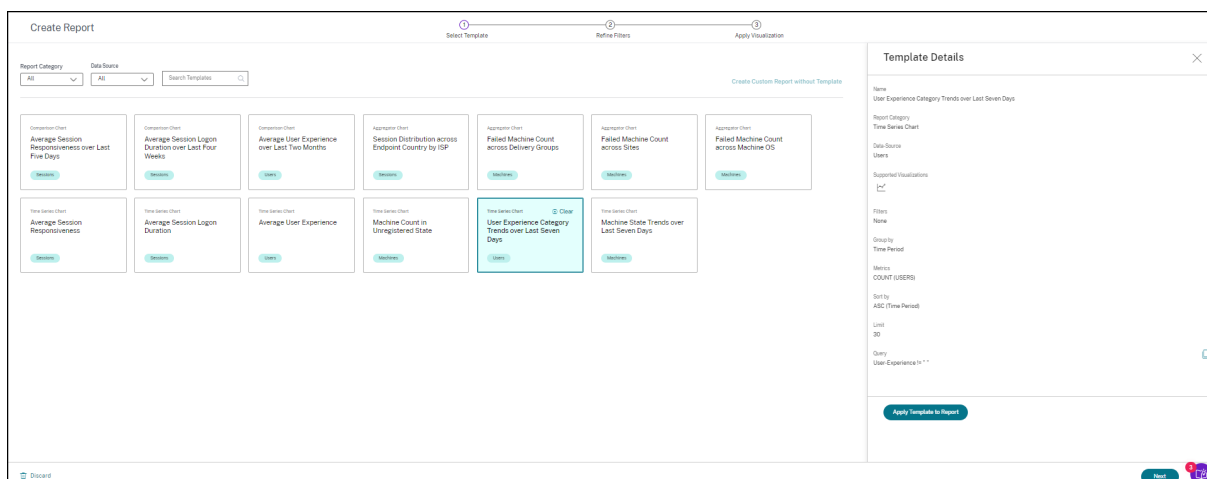 Create Report
1
Select Template
2
Refine Filters
3
Apply Visualization
Report Category
All
Data Source
All
Search Templates
Create Custom Report without Template
Comparison Chart
Average Session
Responsiveness over Last
Five Days
Sessions
Comparison Chart
Average Session Logon
Duration over Last Four
Weeks
Sessions
Comparison Chart
Average User Experience
over Last Two Months
Users
Aggregator Chart
Session Distribution across
Endpoint Country by ISP
Sessions
Aggregator Chart
Failed Machine Count
across Delivery Groups
Machines
Aggregator Chart
Failed Machine Count
across Sites
Machines
Aggregator Chart
Failed Machine Count
across Machine OS
Machines
Time Series Chart
Average Session
Responsiveness
Sessions
Time Series Chart
Average Session Logon
Duration
Sessions
Time Series Chart
Average User Experience
Users
Time Series Chart
Machine Count in
Unregistered State
Machines
Time Series Chart
Clear
User Experience Category
Trends over Last Seven
Days
Users
Time Series Chart
Machine State Trends over
Last Seven Days
Machines
Template Details
Name
User Experience Category Trends over Last Seven Days
Report Category
Time Series Chart
Data-Source
Users
Supported Visualizations
Filters
None
Group by
Time Period
Metrics
COUNT (USERS)
Sort by
ASC (Time Period)
Limit
30
Query
User-Experience != " "
Apply Template to Report
Discard
Next
3